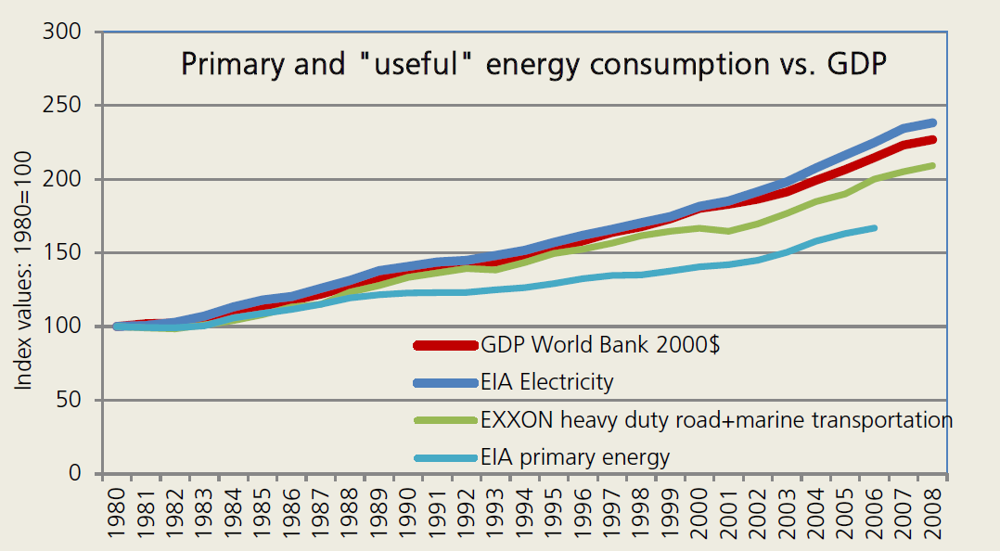 Primary and "useful" energy consumption vs. GDP
Index values: 1980=100
300
250
200
150
100
50
0
GDP World Bank 2000$
EIA Electricity
EXXON heavy duty road+marine transportation
EIA primary energy
1980 1981 1982 1983 1984 1985 1986 1987 1988 1989 1990 1991 1992 1993 1994 1995 1996 1997 1998 1999 2000 2001 2002 2003 2004 2005 2006 2007 2008